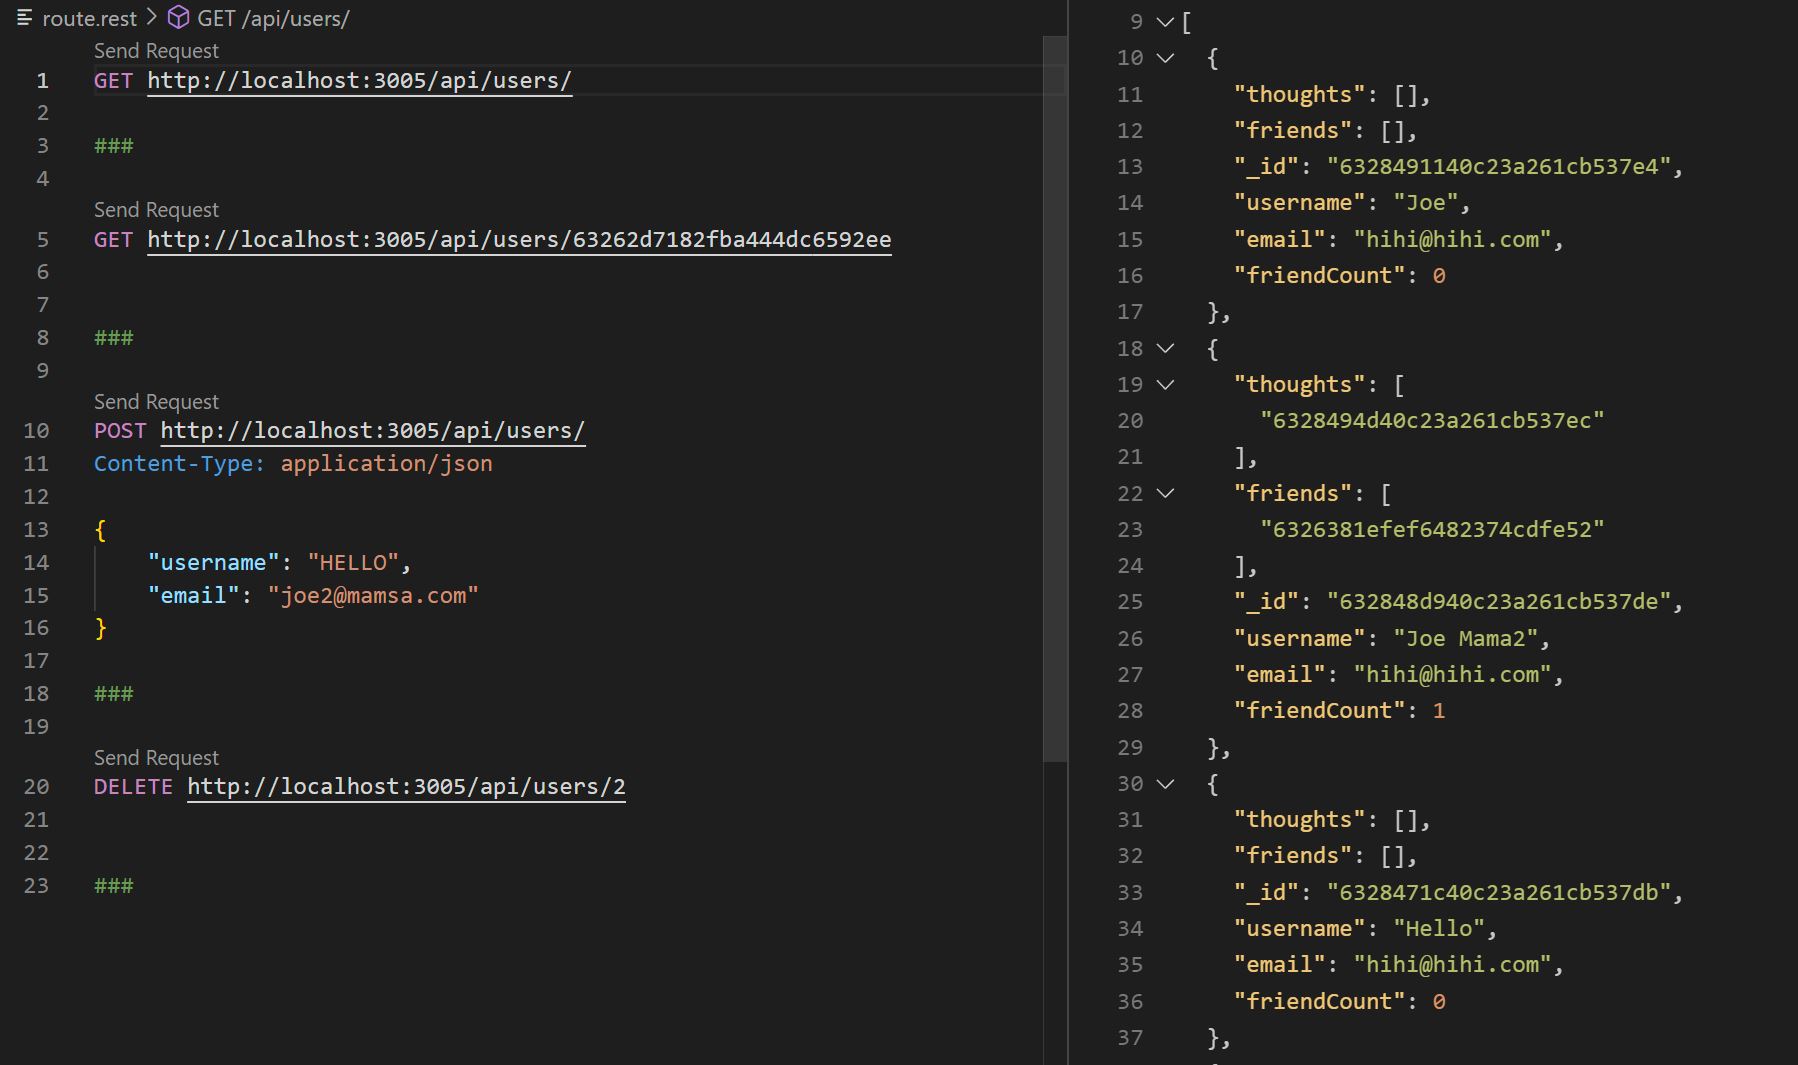 route.rest > GET /api/users/
Send Request
1 GET http://localhost:3005/api/users/
2
3 ###
4
Send Request
5 GET http://localhost:3005/api/users/63262d7182fba444dc6592ee
6
7
8 ###
9
Send Request
10 POST http://localhost:3005/api/users/
11 Content-Type: application/json
12
13 {
14     "username": "HELLO",
15     "email": "joe2@mamsa.com"
16 }
17
18 ###
19
Send Request
20 DELETE http://localhost:3005/api/users/2
21
22
23 ###
9 [
10   {
11     "thoughts": [],
12     "friends": [],
13     "_id": "6328491140c23a261cb537e4",
14     "username": "Joe",
15     "email": "hihi@hihi.com",
16     "friendCount": 0
17   },
18   {
19     "thoughts": [
20       "6328494d40c23a261cb537ec"
21     ],
22     "friends": [
23       "6326381efef6482374cdfe52"
24     ],
25     "_id": "632848d940c23a261cb537de",
26     "username": "Joe Mama2",
27     "email": "hihi@hihi.com",
28     "friendCount": 1
29   },
30   {
31     "thoughts": [],
32     "friends": [],
33     "_id": "6328471c40c23a261cb537db",
34     "username": "Hello",
35     "email": "hihi@hihi.com",
36     "friendCount": 0
37   },